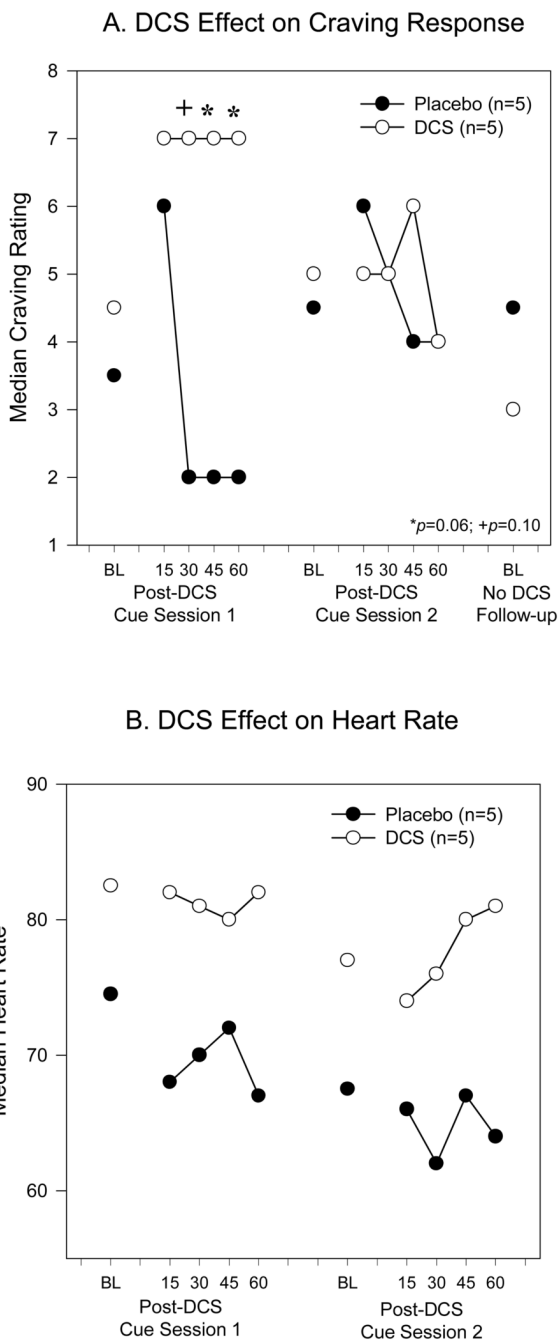 A. DCS Effect on Craving Response
8
7
6
5
4
3
2
1
Median Craving Rating
+ * *
Placebo (n=5)
DCS (n=5)
*p=0.06; +p=0.10
BL 15 30 45 60 BL 15 30 45 60 BL
Post-DCS Post-DCS No DCS
Cue Session 1 Cue Session 2 Follow-up
B. DCS Effect on Heart Rate
90
80
70
60
Median Heart Rate
Placebo (n=5)
DCS (n=5)
BL 15 30 45 60 BL 15 30 45 60
Post-DCS Post-DCS
Cue Session 1 Cue Session 2